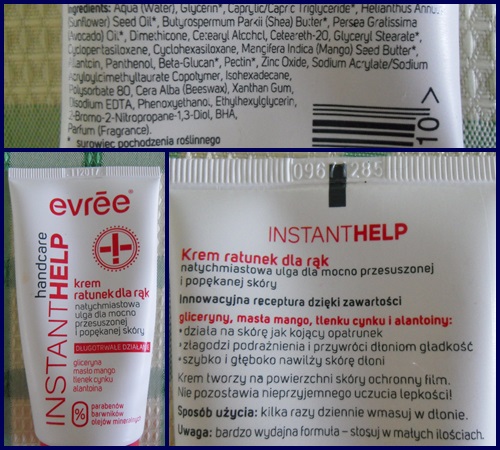 Ingredients: Aqua (Water), Glycerin*, Caprylic/Capric Triglyceride*, Helianthus Annuus
(Sunflower) Seed Oil*, Butyrospermum Parkii (Shea) Butter*, Persea Gratissima
(Avocado) Oil*, Dimethicone, Cetearyl Alcohol, Ceteareth-20, Glyceryl Stearate*,
Cyclopentasiloxane, Cyclohexasiloxane, Mangifera Indica (Mango) Seed Butter*,
Allantoin, Panthenol, Beta-Glucan*, Pectin*, Zinc Oxide, Sodium Acrylate/Sodium
Acryloyldimethyltaurate Copolymer, Isohexadecane,
Polysorbate 80, Cera Alba (Beeswax), Xanthan Gum,
Disodium EDTA, Phenoxyethanol, Ethylhexylglycerin,
2-Bromo-2-Nitropropane-1,3-Diol, BHA,
Parfum (Fragrance).
* surowiec pochodzenia roślinnego
evrēe®
handcare
INSTANTHELP
krem
ratunek dla rąk
natychmiastowa
ulga dla mocno
przesuszonej
i popękanej skóry
DŁUGOTRWAŁE DZIAŁANIE
gliceryna
masło mango
tlenek cynku
alantoina
%
parabenów
barwników
olejów mineralnych
285
INSTANTHELP
Krem ratunek dla rąk
natychmiastowa ulga dla mocno przesuszonej
i popękanej skóry
Innowacyjna receptura dzięki zawartości
gliceryny, masła mango, tlenku cynku i alantoiny:
• działa na skórę jak kojący opatrunek
• złagodzi podrażnienia i przywróci dłoniom gładkość
• szybko i głęboko nawilży skórę dłoni
Krem tworzy na powierzchni skóry ochronny film.
Nie pozostawia nieprzyjemnego uczucia lepkości!
Sposób użycia: kilka razy dziennie wmasuj w dłonie.
Uwaga: bardzo wydajna formuła – stosuj w małych ilościach.